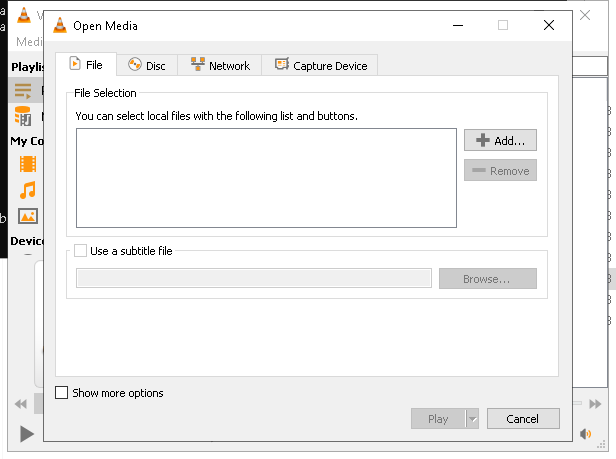 Open Media
Medi
File
Disc
Network
Capture Device
Playlis
File Selection
You can select local files with the following list and buttons.
Add...
Remove
My Co
Device
Use a subtitle file
Browse...
Show more options
Play
Cancel